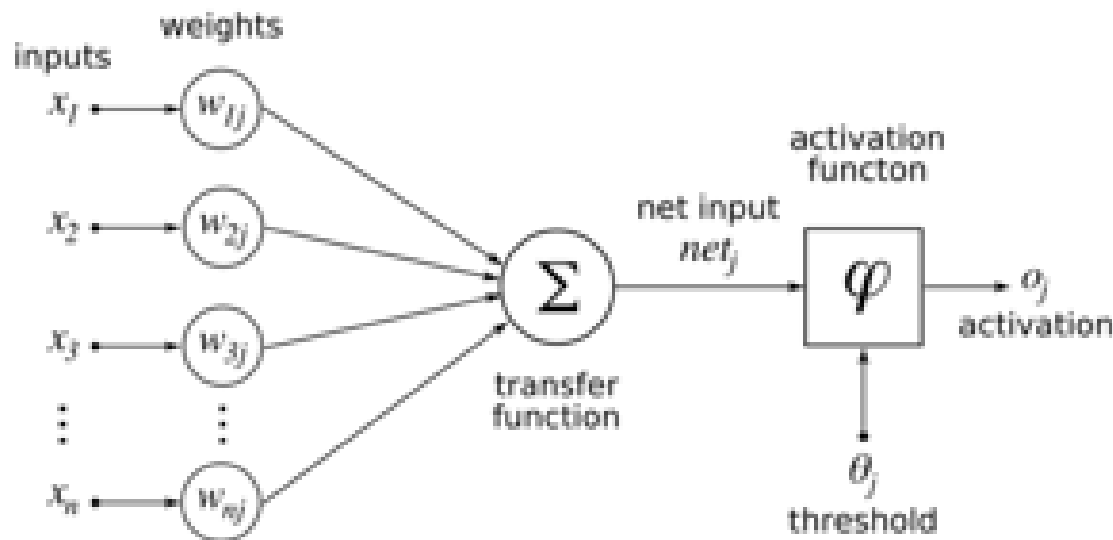 weights
inputs
x₁ w₁ⱼ
activation
functon
x₂ w₂ⱼ
net input
netⱼ
Σ
φ
oⱼ
activation
x₃ w₃ⱼ
transfer
function
⋮ ⋮
xₙ wₙⱼ
θⱼ
threshold